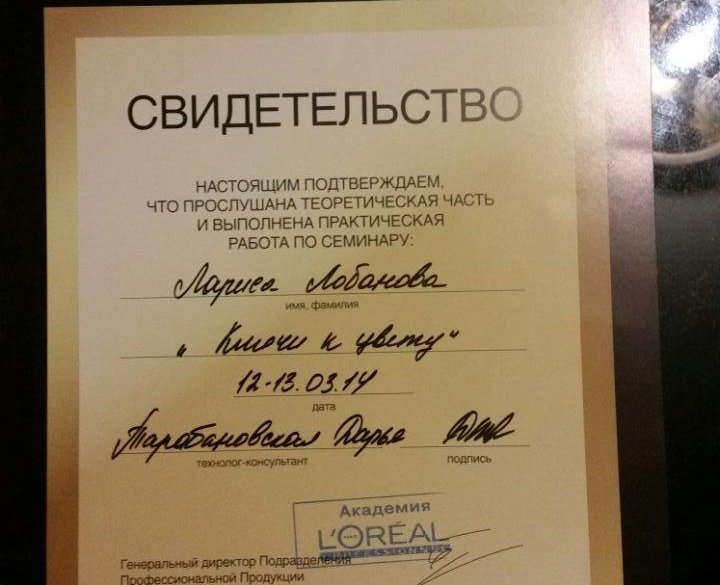 СВИДЕТЕЛЬСТВО
НАСТОЯЩИМ ПОДТВЕРЖДАЕМ,
ЧТО ПРОСЛУШАНА ТЕОРЕТИЧЕСКАЯ ЧАСТЬ
И ВЫПОЛНЕНА ПРАКТИЧЕСКАЯ
РАБОТА ПО СЕМИНАРУ:
Лариса Лобанова
имя, фамилия
"Ключи к цвету"
12-13.03.14
дата
Тарабановская Дарья
технолог-консультант
подпись
Академия
L'ORÉAL
PROFESSIONNEL
Генеральный директор Подразделения
Профессиональной Продукции